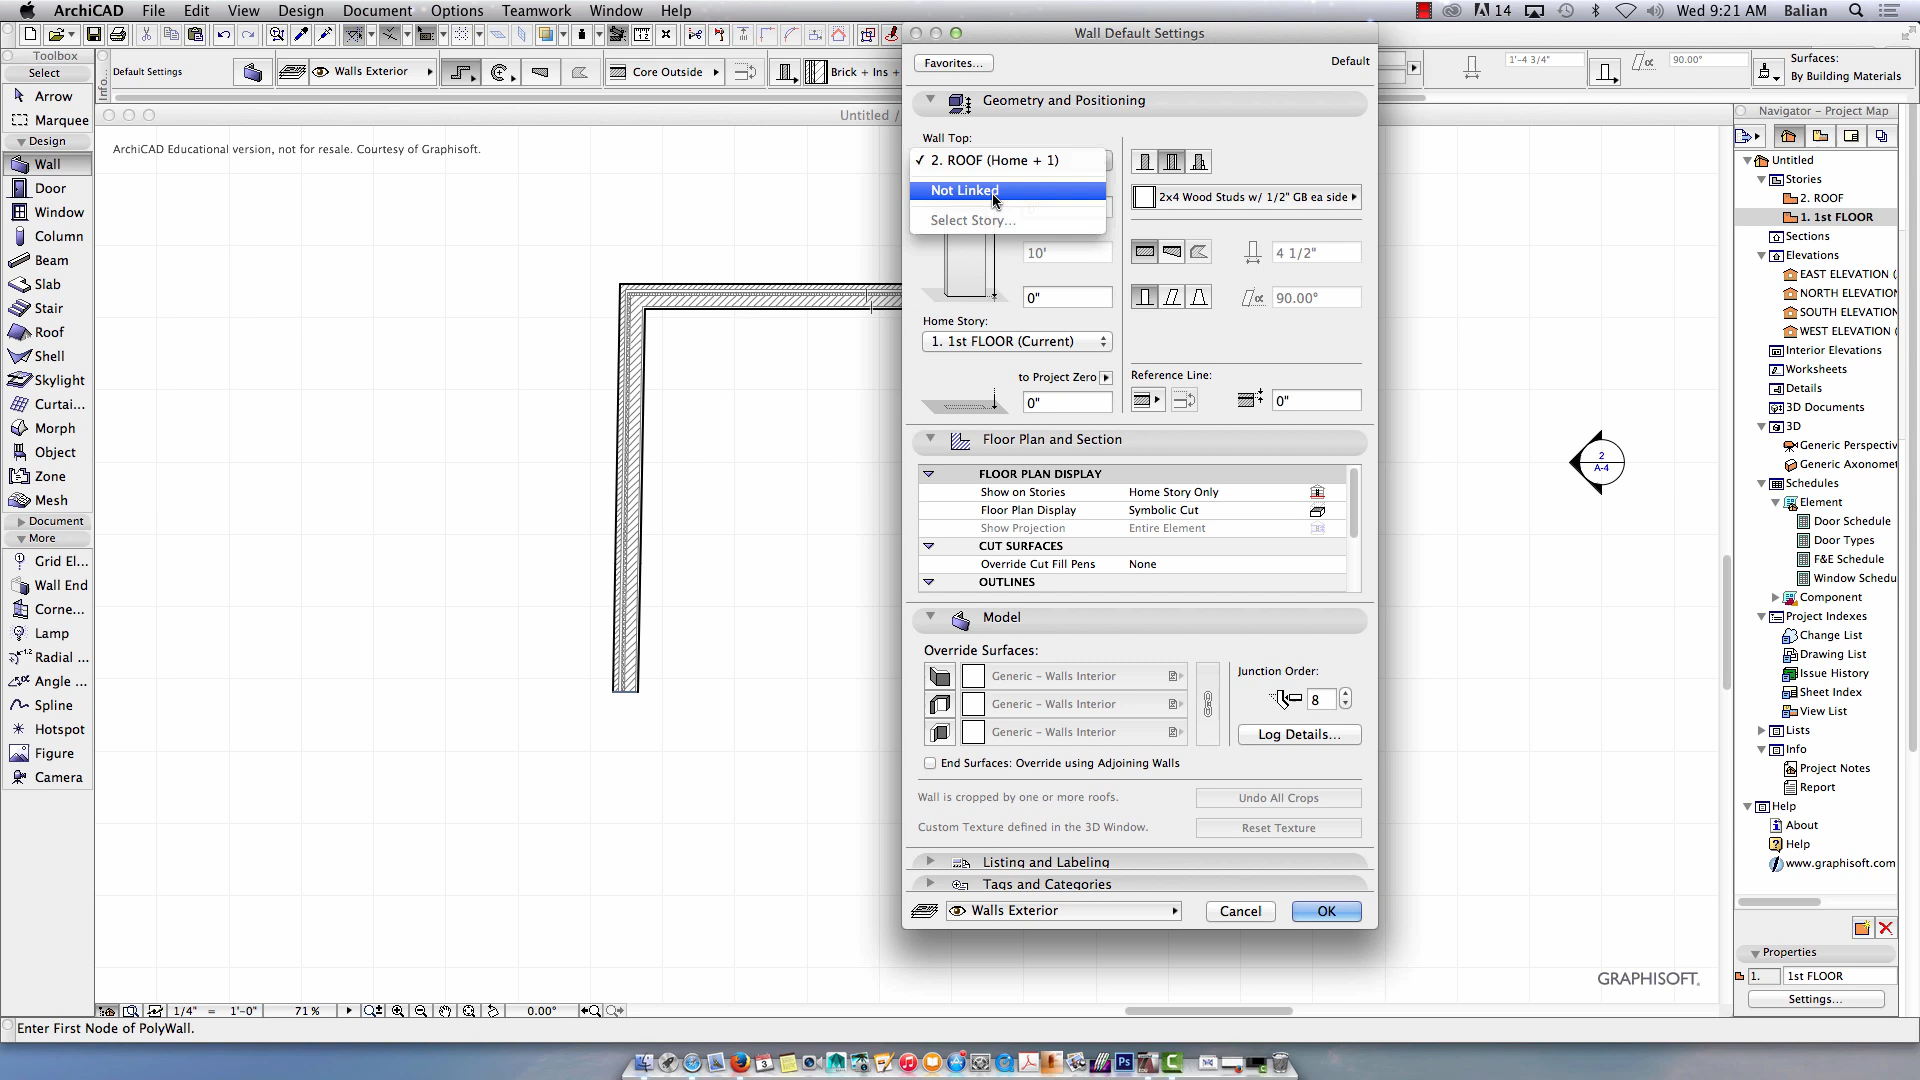 ArchiCAD File Edit View Design Document Options Teamwork Window Help
14 Wed 9:21 AM Balian
Toolbox
Select
Arrow
Marquee
Design
Wall
Door
Window
Column
Beam
Slab
Stair
Roof
Shell
Skylight
Curtai...
Morph
Object
Zone
Mesh
Document
More
Grid El...
Wall End
Corne...
Lamp
Radial ...
Angle ...
Spline
Hotspot
Figure
Camera
Info...
Default Settings
Walls Exterior
Core Outside
Brick + Ins +
1'-4 3/4"
90.00°
Surfaces:
By Building Materials
Untitled /
ArchiCAD Educational version, not for resale. Courtesy of Graphisoft.
2
A-4
GRAPHISOFT.
Wall Default Settings
Favorites...
Default
Geometry and Positioning
Wall Top:
2. ROOF (Home + 1)
Not Linked
Select Story...
2x4 Wood Studs w/ 1/2" GB ea side
10'
4 1/2"
0"
90.00°
Home Story:
1. 1st FLOOR (Current)
to Project Zero
0"
Reference Line:
0"
Floor Plan and Section
FLOOR PLAN DISPLAY
Show on Stories Home Story Only
Floor Plan Display Symbolic Cut
Show Projection Entire Element
CUT SURFACES
Override Cut Fill Pens None
OUTLINES
Model
Override Surfaces:
Generic - Walls Interior
Generic - Walls Interior
Generic - Walls Interior
Junction Order:
8
Log Details...
End Surfaces: Override using Adjoining Walls
Wall is cropped by one or more roofs.
Undo All Crops
Custom Texture defined in the 3D Window.
Reset Texture
Listing and Labeling
Tags and Categories
Walls Exterior
Cancel
OK
Navigator - Project Map
Untitled
Stories
2. ROOF
1. 1st FLOOR
Sections
Elevations
EAST ELEVATION (
NORTH ELEVATION
SOUTH ELEVATION
WEST ELEVATION (
Interior Elevations
Worksheets
Details
3D Documents
3D
Generic Perspectiv
Generic Axonomet
Schedules
Element
Door Schedule
Door Types
F&E Schedule
Window Schedu
Component
Project Indexes
Change List
Drawing List
Issue History
Sheet Index
View List
Lists
Info
Project Notes
Report
Help
About
Help
www.graphisoft.com
Properties
1. 1st FLOOR
Settings...
1/4" = 1'-0" 71% 0.00°
Enter First Node of PolyWall.
3
Ps